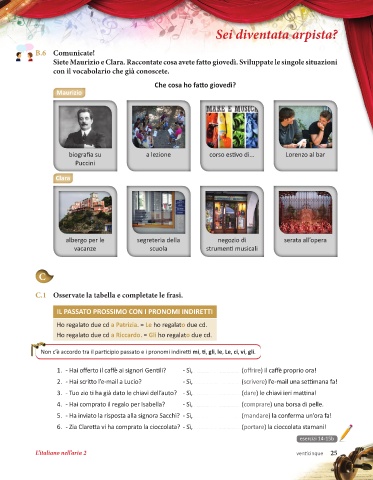 Sei diventata arpista?
B.6 Comunicate!
Siete Maurizio e Clara. Raccontate cosa avete fatto giovedì. Sviluppate le singole situazioni
con il vocabolario che già conoscete.
Che cosa ho fatto giovedì?
Maurizio
MARE E MUSICA
biografia su
Puccini
a lezione
corso estivo di...
Lorenzo al bar
Clara
albergo per le
vacanze
segreteria della
scuola
negozio di
strumenti musicali
serata all'opera
C
C.1 Osservate la tabella e completate le frasi.
IL PASSATO PROSSIMO CON I PRONOMI INDIRETTI
Ho regalato due cd a Patrizia. = Le ho regalato due cd.
Ho regalato due cd a Riccardo. = Gli ho regalato due cd.
Non c'è accordo tra il participio passato e i pronomi indiretti mi, ti, gli, le, Le, ci, vi, gli.
1. - Hai offerto il caffè ai signori Gentili? - Sì, (offrire) il caffè proprio ora!
2. - Hai scritto l'e-mail a Lucio? - Sì, (scrivere) l'e-mail una settimana fa!
3. - Tuo zio ti ha già dato le chiavi dell'auto? - Sì, (dare) le chiavi ieri mattina!
4. - Hai comprato il regalo per Isabella? - Sì, (comprare) una borsa di pelle.
5. - Ha inviato la risposta alla signora Sacchi? - Sì, (mandare) la conferma un'ora fa!
6. - Zia Claretta vi ha comprato la cioccolata? - Sì, (portare) la cioccolata stamani!
esercizi 14-15b
L'italiano nell'aria 2
venticinque 25